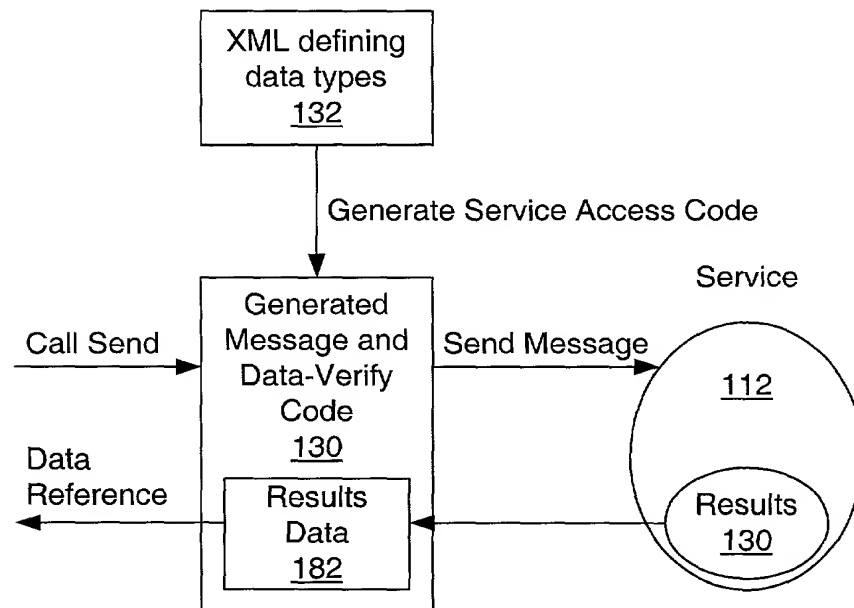 XML defining
data types
132
Generate Service Access Code
Service
Generated
Message and
Data-Verify
Code
130
Call Send
Send Message
112
Data
Reference
Results
Data
182
Results
130